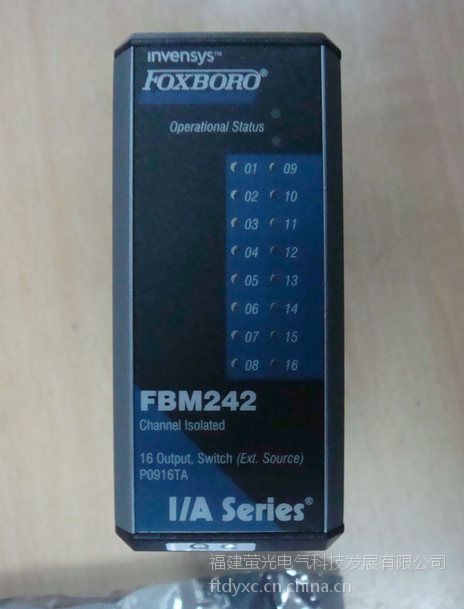 invensys™
FOXBORO®
Operational Status
01 09
02 10
03 11
04 12
05 13
06 14
07 15
08 16
FBM242
Channel Isolated
16 Output, Switch (Ext. Source)
P0916TA
I/A Series®
福建萤光电气科技发展有限公司
ftdyxc.cn.china.cn